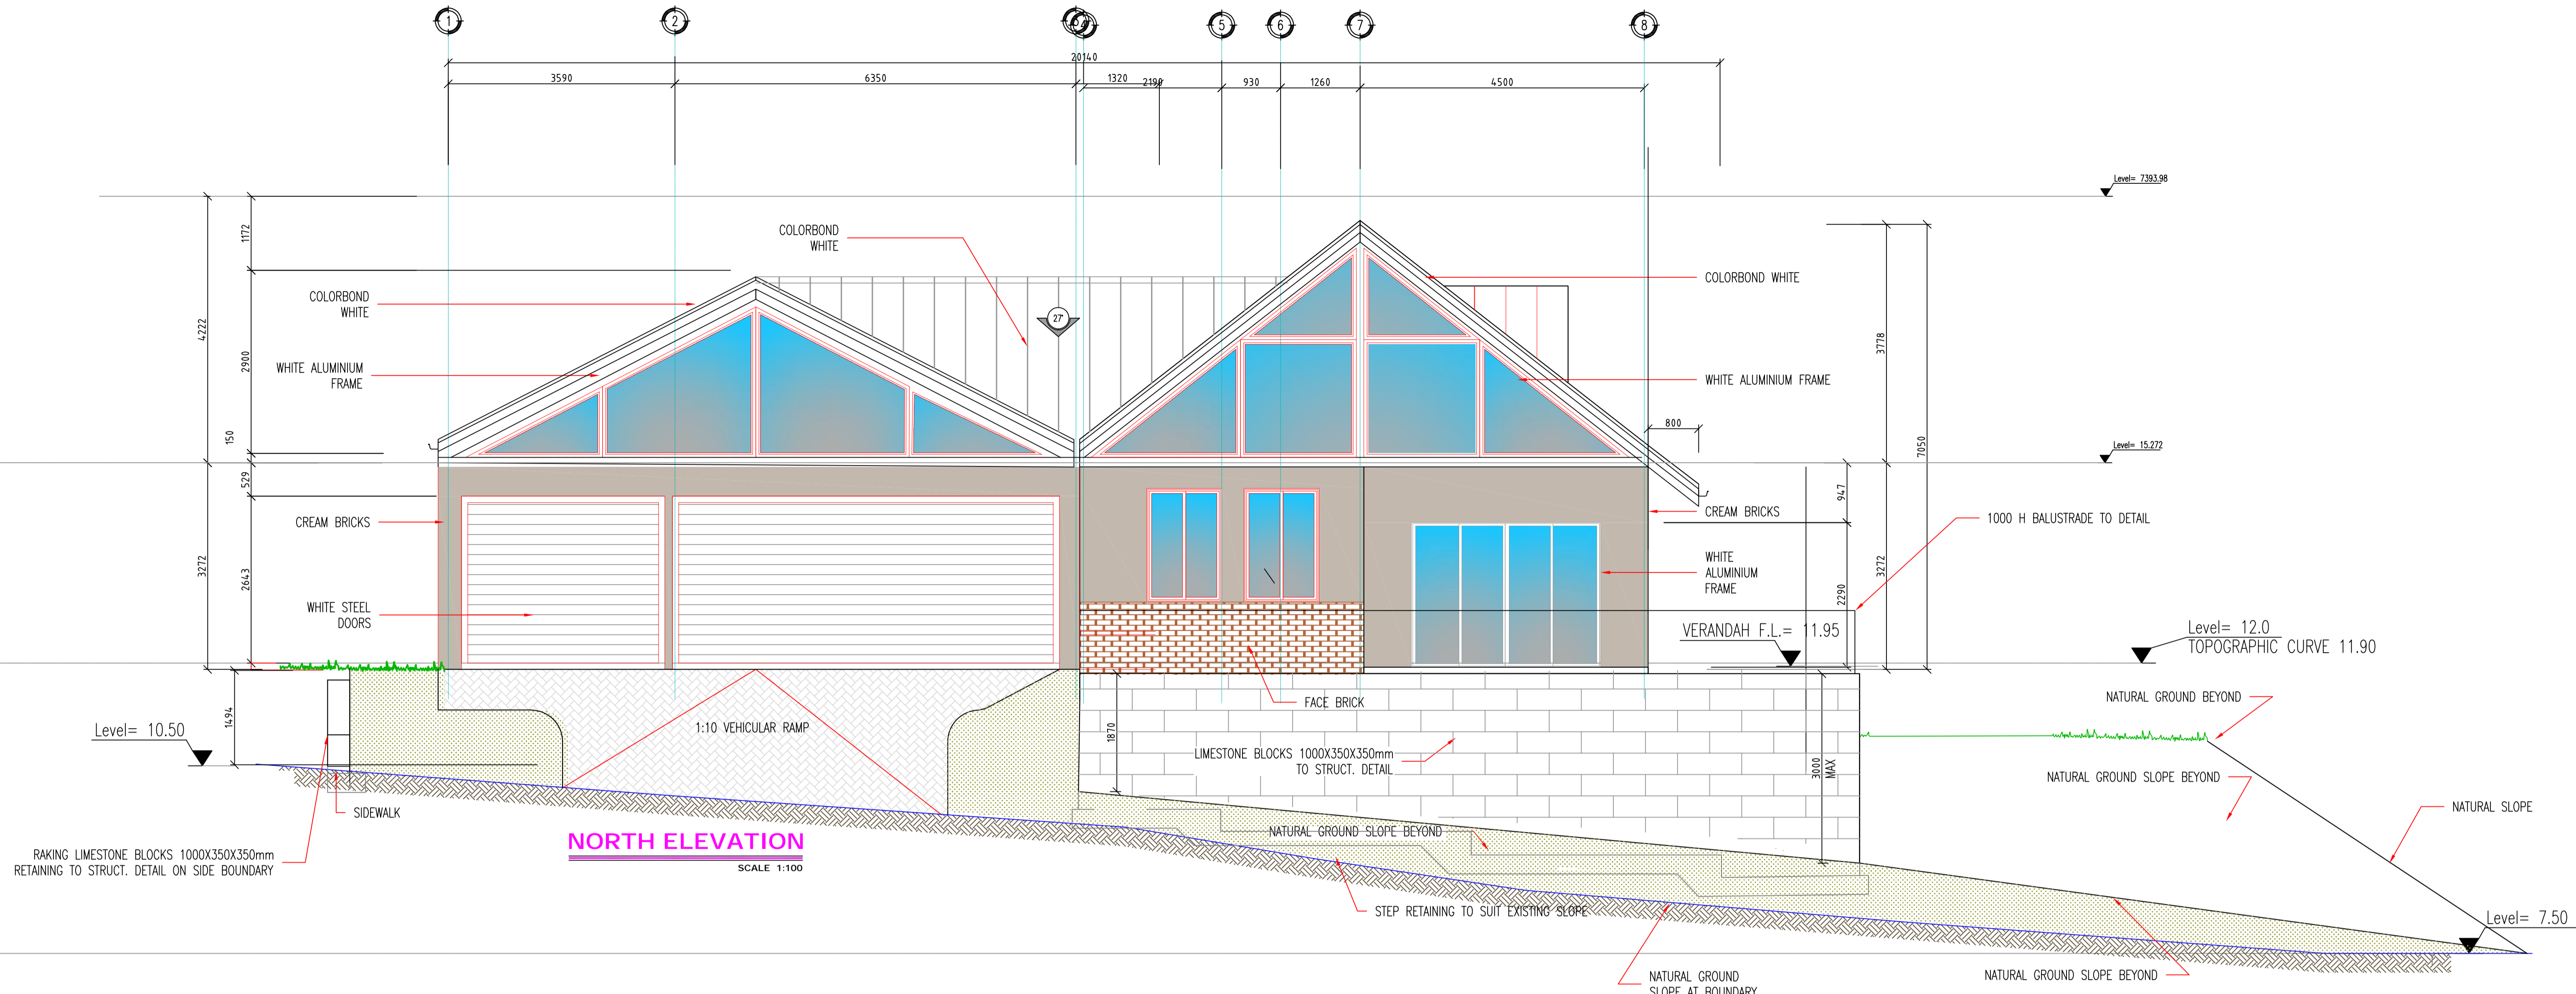 1
2
4
5
6
7
8
20140
3590
6350
1320
2190
930
1260
4500
Level= 7393.98
1172
COLORBOND
WHITE
COLORBOND WHITE
COLORBOND
WHITE
27°
4222
2900
3778
WHITE ALUMINIUM
FRAME
WHITE ALUMINIUM FRAME
7050
800
150
Level= 15.272
529
947
CREAM BRICKS
CREAM BRICKS
1000 H BALUSTRADE TO DETAIL
3272
2643
WHITE
ALUMINIUM
FRAME
3272
2290
WHITE STEEL
DOORS
VERANDAH F.L.= 11.95
Level= 12.0
TOPOGRAPHIC CURVE 11.90
NATURAL GROUND BEYOND
FACE BRICK
1494
Level= 10.50
1:10 VEHICULAR RAMP
1870
LIMESTONE BLOCKS 1000X350X350mm
TO STRUCT. DETAIL
3000
MAX
NATURAL GROUND SLOPE BEYOND
NATURAL SLOPE
SIDEWALK
NORTH ELEVATION
SCALE 1:100
NATURAL GROUND SLOPE BEYOND
RAKING LIMESTONE BLOCKS 1000X350X350mm
RETAINING TO STRUCT. DETAIL ON SIDE BOUNDARY
STEP RETAINING TO SUIT EXISTING SLOPE
Level= 7.50
NATURAL GROUND
SLOPE AT BOUNDARY
NATURAL GROUND SLOPE BEYOND